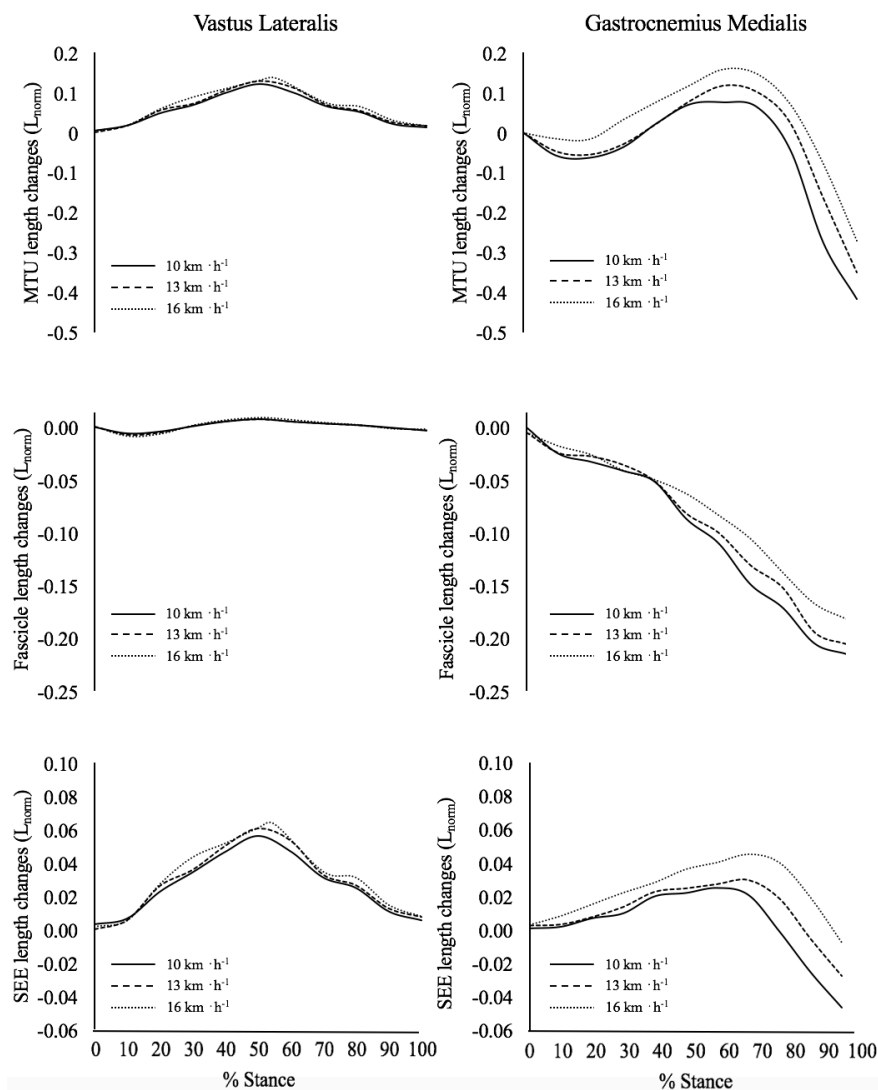 Vastus Lateralis
Gastrocnemius Medialis
MTU length changes (Lnorm)
0.2
0.1
0
-0.1
-0.2
-0.3
-0.4
-0.5
10 km · h-1
13 km · h-1
16 km · h-1
MTU length changes (Lnorm)
0.2
0.1
0
-0.1
-0.2
-0.3
-0.4
-0.5
10 km · h-1
13 km · h-1
16 km · h-1
Fascicle length changes (Lnorm)
0.00
-0.05
-0.10
-0.15
-0.20
-0.25
10 km · h-1
13 km · h-1
16 km · h-1
Fascicle length changes (Lnorm)
0.00
-0.05
-0.10
-0.15
-0.20
-0.25
10 km · h-1
13 km · h-1
16 km · h-1
SEE length changes (Lnorm)
0.10
0.08
0.06
0.04
0.02
0.00
-0.02
-0.04
-0.06
10 km · h-1
13 km · h-1
16 km · h-1
0 10 20 30 40 50 60 70 80 90 100
% Stance
SEE length changes (Lnorm)
0.10
0.08
0.06
0.04
0.02
0.00
-0.02
-0.04
-0.06
10 km · h-1
13 km · h-1
16 km · h-1
0 10 20 30 40 50 60 70 80 90 100
% Stance